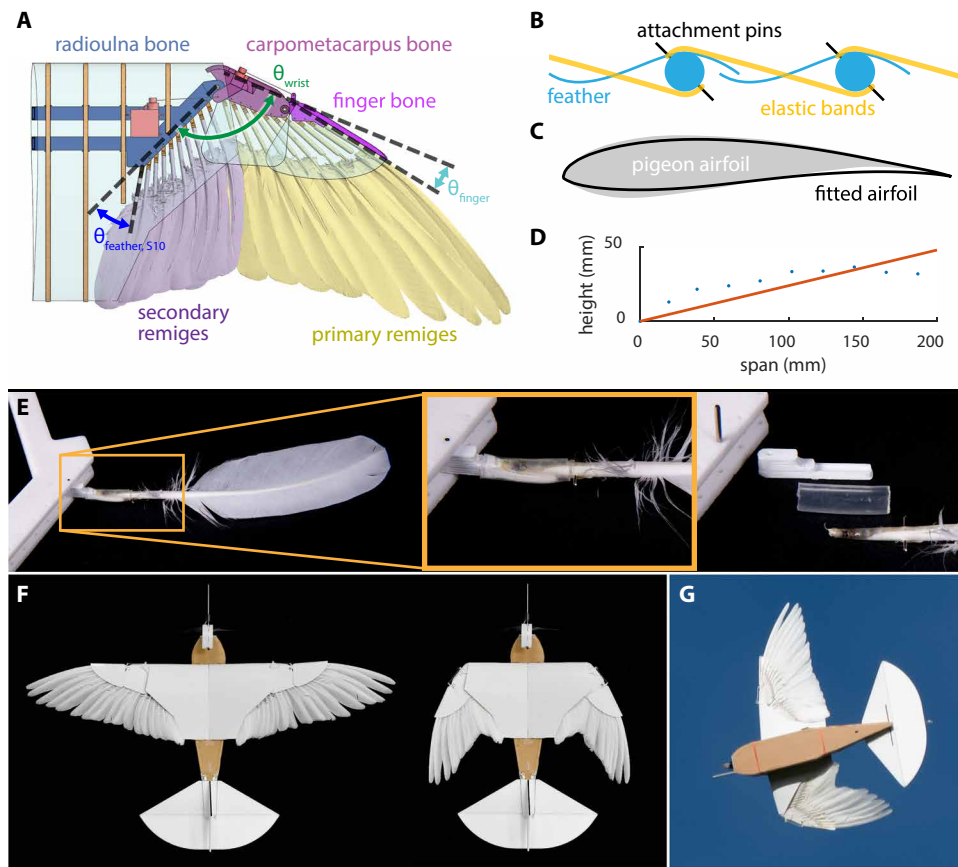 A
radioulna bone
carpometacarpus bone
θwrist
finger bone
θfinger
θfeather, S10
secondary
remiges
primary remiges
B
attachment pins
feather
elastic bands
C
pigeon airfoil
fitted airfoil
D
height (mm)
50
0
0
50
100
150
200
span (mm)
E
F
G